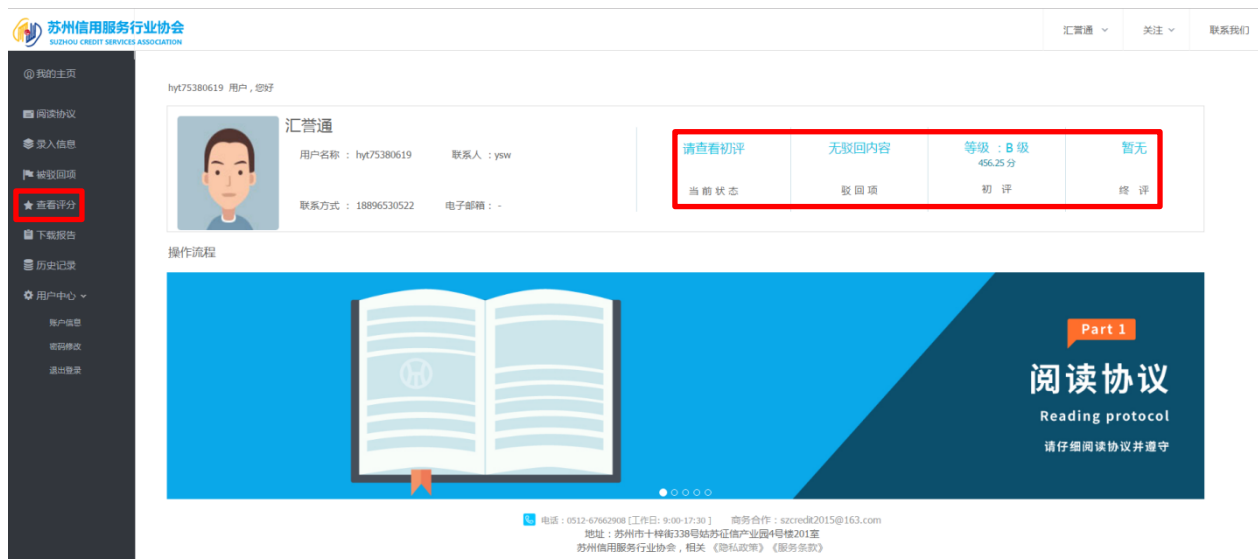 苏州信用服务行业协会
SUZHOU CREDIT SERVICES ASSOCIATION
汇誉通 关注 联系我们
我的主页
阅读协议
录入信息
被驳回项
查看评分
下载报告
历史记录
用户中心
账户信息
密码修改
退出登录
hyt75380619 用户，您好
汇誉通
用户名称 ：hyt75380619 联系人 ：ysw
联系方式 ：18896530522 电子邮箱：-
请查看初评 无驳回内容 等级 ：B 级 暂无
456.25 分
当 前 状 态 驳 回 项 初 评 终 评
操作流程
Part 1
阅读协议
Reading protocol
请仔细阅读协议并遵守
电话：0512-67662908 [工作日: 9:00-17:30 ] 商务合作：szcredit2015@163.com
地址：苏州市十梓街338号姑苏征信产业园4号楼201室
苏州信用服务行业协会，相关 《隐私政策》《服务条款》